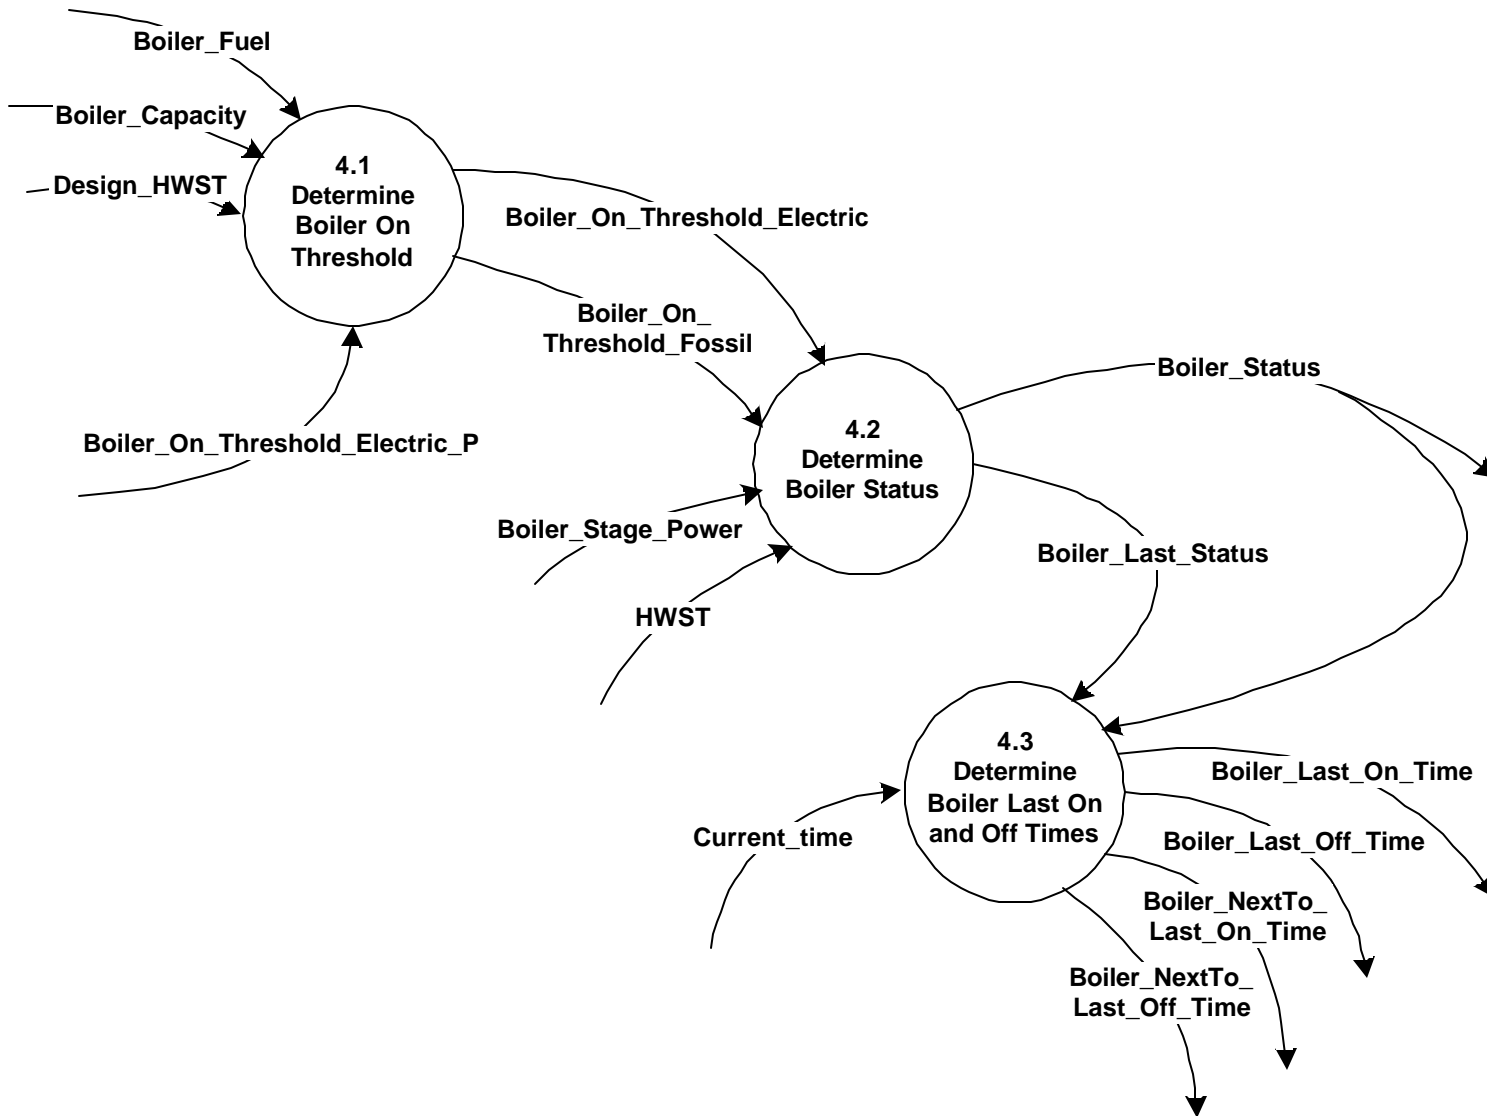 Boiler_Fuel
Boiler_Capacity
Design_HWST
4.1
Determine
Boiler On
Threshold
Boiler_On_Threshold_Electric
Boiler_On_
Threshold_Fossil
Boiler_On_Threshold_Electric_P
Boiler_Status
4.2
Determine
Boiler Status
Boiler_Stage_Power
HWST
Boiler_Last_Status
4.3
Determine
Boiler Last On
and Off Times
Current_time
Boiler_Last_On_Time
Boiler_Last_Off_Time
Boiler_NextTo_
Last_On_Time
Boiler_NextTo_
Last_Off_Time